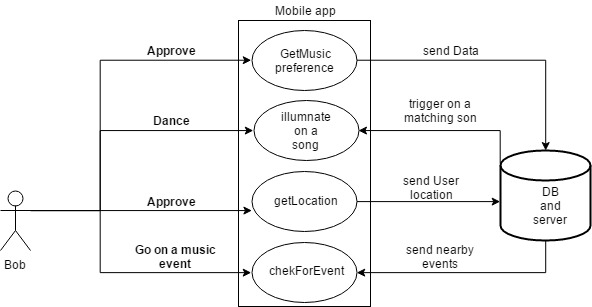 Mobile app
Approve
GetMusic
preference
send Data
Dance
illumnate
on a
song
trigger on a
matching son
Approve
getLocation
send User
location
DB
and
server
Go on a music
event
chekForEvent
send nearby
events
Bob